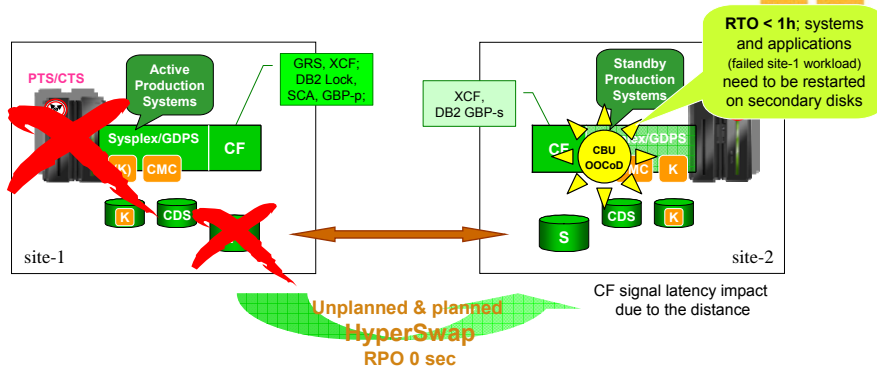 RTO < 1h; systems
and applications
(failed site-1 workload)
need to be restarted
on secondary disks
PTS/CTS
Active
Production
Systems
GRS, XCF;
DB2 Lock,
SCA, GBP-p;
Sysplex/GDPS
CF
K)
CMC
K
CDS
site-1
XCF,
DB2 GBP-s
Standby
Production
Systems
CF
ex/GDPS
CBU
OOCoD
MC
K
S
CDS
K
site-2
CF signal latency impact
due to the distance
Unplanned & planned
HyperSwap
RPO 0 sec